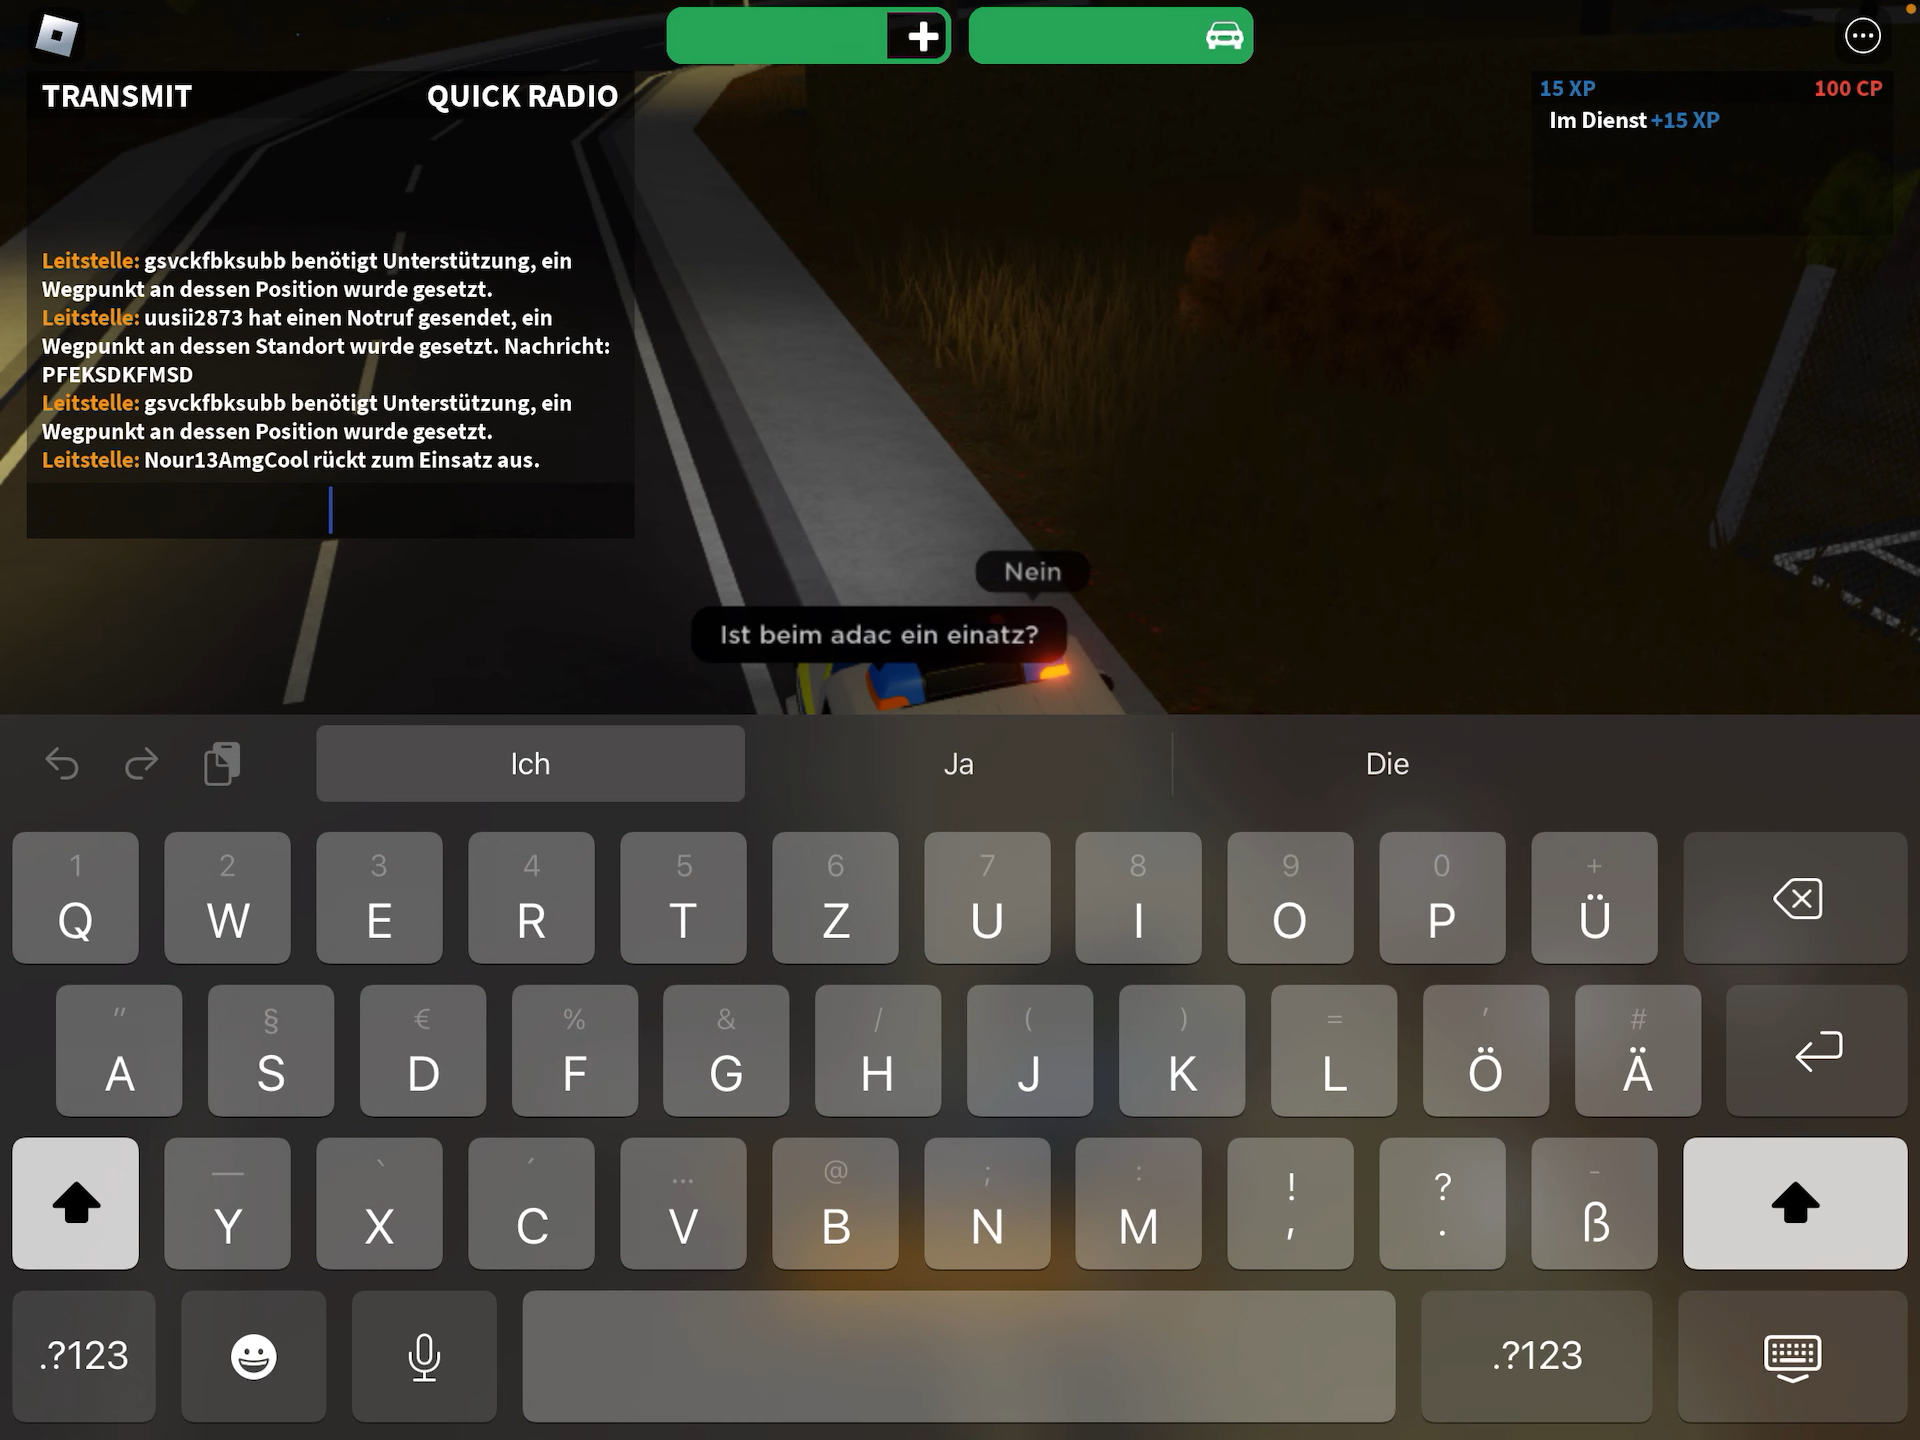 TRANSMIT
QUICK RADIO
15 XP
100 CP
Im Dienst +15 XP
Leitstelle: gsvckfbksubb benötigt Unterstützung, ein
Wegpunkt an dessen Position wurde gesetzt.
Leitstelle: uusii2873 hat einen Notruf gesendet, ein
Wegpunkt an dessen Standort wurde gesetzt. Nachricht:
PFEKSDKFMSD
Leitstelle: gsvckfbksubb benötigt Unterstützung, ein
Wegpunkt an dessen Position wurde gesetzt.
Leitstelle: Nour13AmgCool rückt zum Einsatz aus.
Nein
Ist beim adac ein einatz?
Ich Ja Die
1 2 3 4 5 6 7 8 9 0 +
Q W E R T Z U I O P Ü
" § € % & / ( ) = ' #
A S D F G H J K L Ö Ä
— ` ´ … @ ; : ! ? -
Y X C V B N M , . ß
.?123 .?123